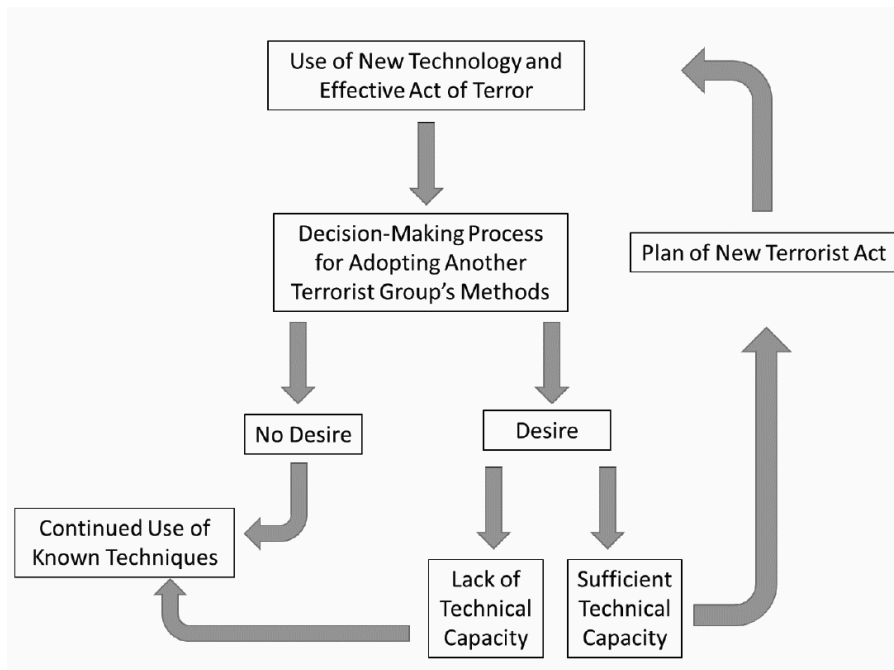 Use of New Technology and
Effective Act of Terror
Decision-Making Process
for Adopting Another
Terrorist Group's Methods
Plan of New Terrorist Act
No Desire
Desire
Continued Use of
Known Techniques
Lack of
Technical
Capacity
Sufficient
Technical
Capacity